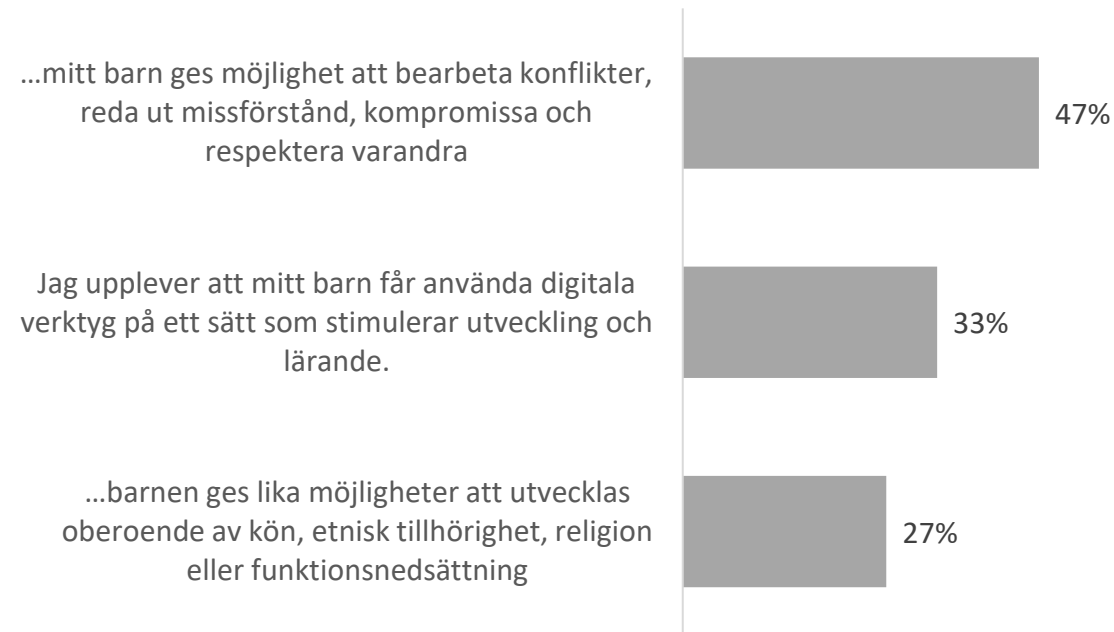 ...mitt barn ges möjlighet att bearbeta konflikter,
reda ut missförstånd, kompromissa och
respektera varandra
47%
Jag upplever att mitt barn får använda digitala
verktyg på ett sätt som stimulerar utveckling och
lärande.
33%
...barnen ges lika möjligheter att utvecklas
oberoende av kön, etnisk tillhörighet, religion
eller funktionsnedsättning
27%